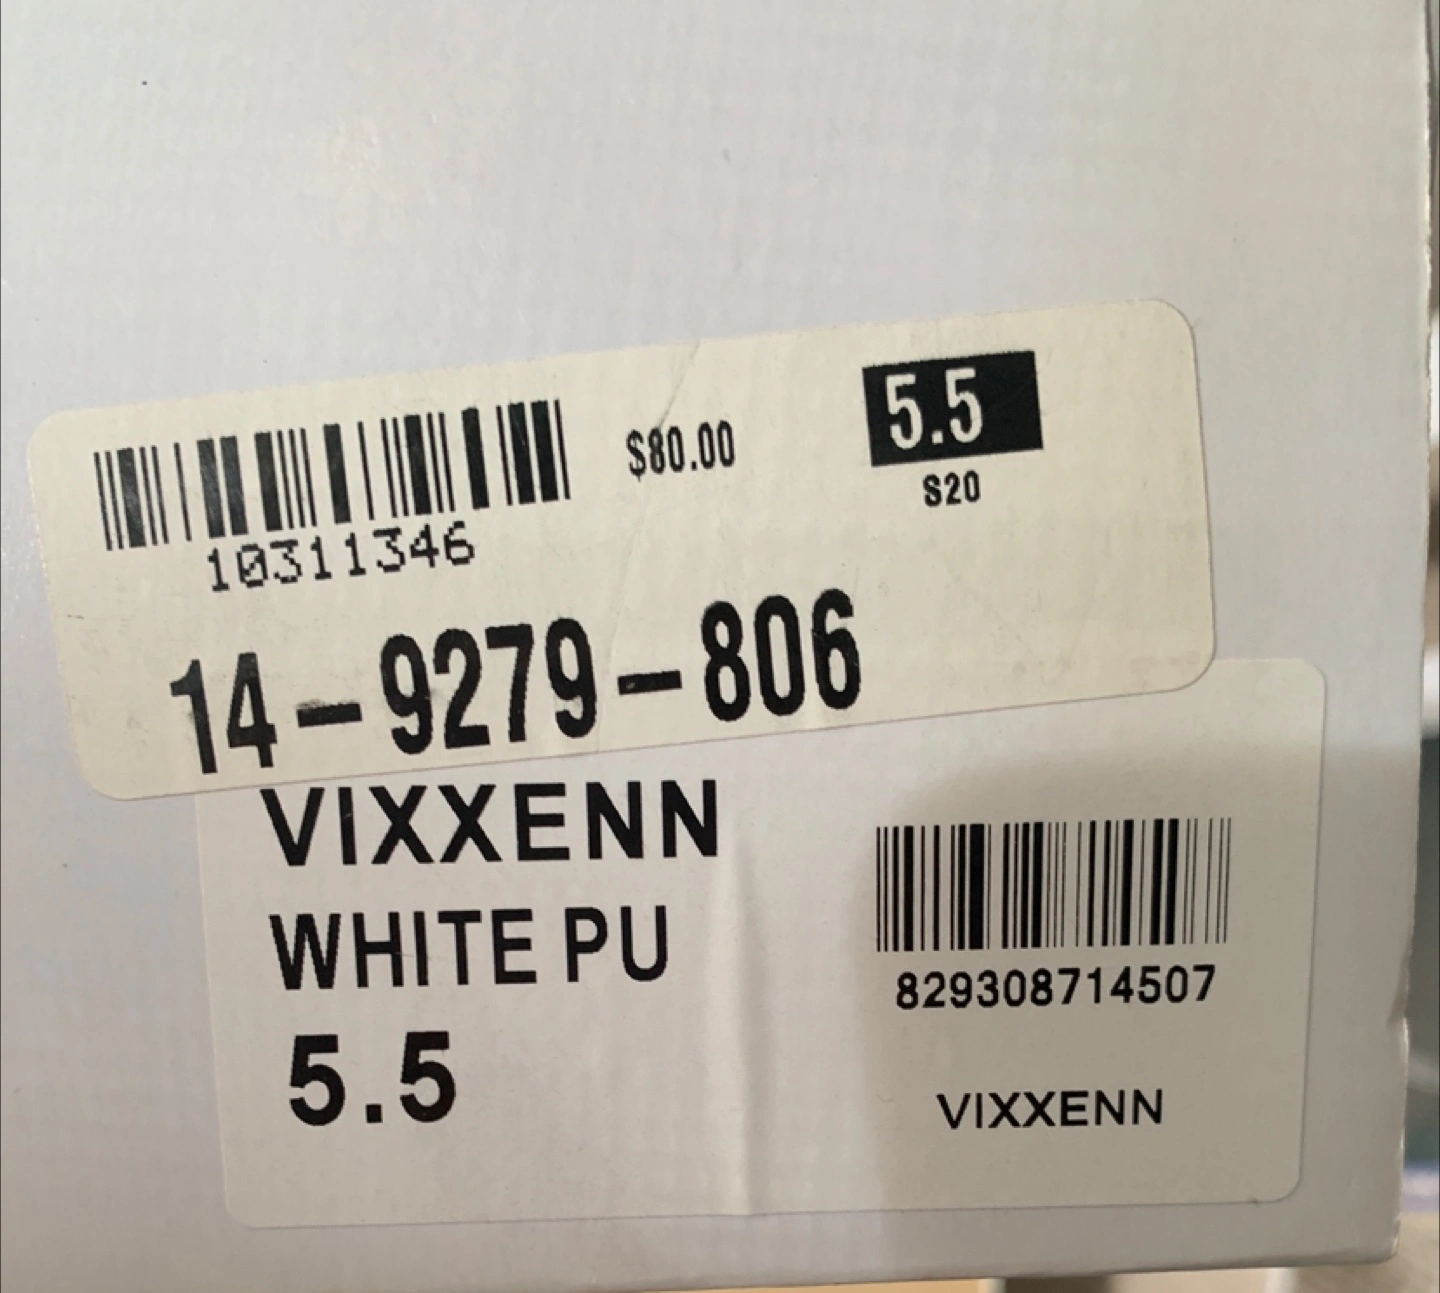 $80.00
5.5
S20
10311346
14-9279-806
VIXXENN
WHITE PU
5.5
829308714507
VIXXENN